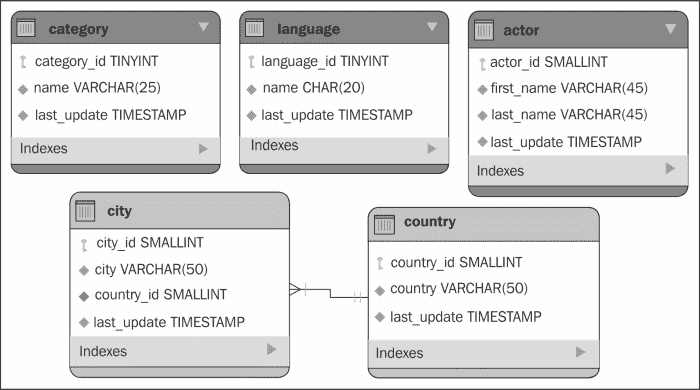 category
category_id TINYINT
name VARCHAR(25)
last_update TIMESTAMP
Indexes
language
language_id TINYINT
name CHAR(20)
last_update TIMESTAMP
Indexes
actor
actor_id SMALLINT
first_name VARCHAR(45)
last_name VARCHAR(45)
last_update TIMESTAMP
Indexes
city
city_id SMALLINT
city VARCHAR(50)
country_id SMALLINT
last_update TIMESTAMP
Indexes
country
country_id SMALLINT
country VARCHAR(50)
last_update TIMESTAMP
Indexes